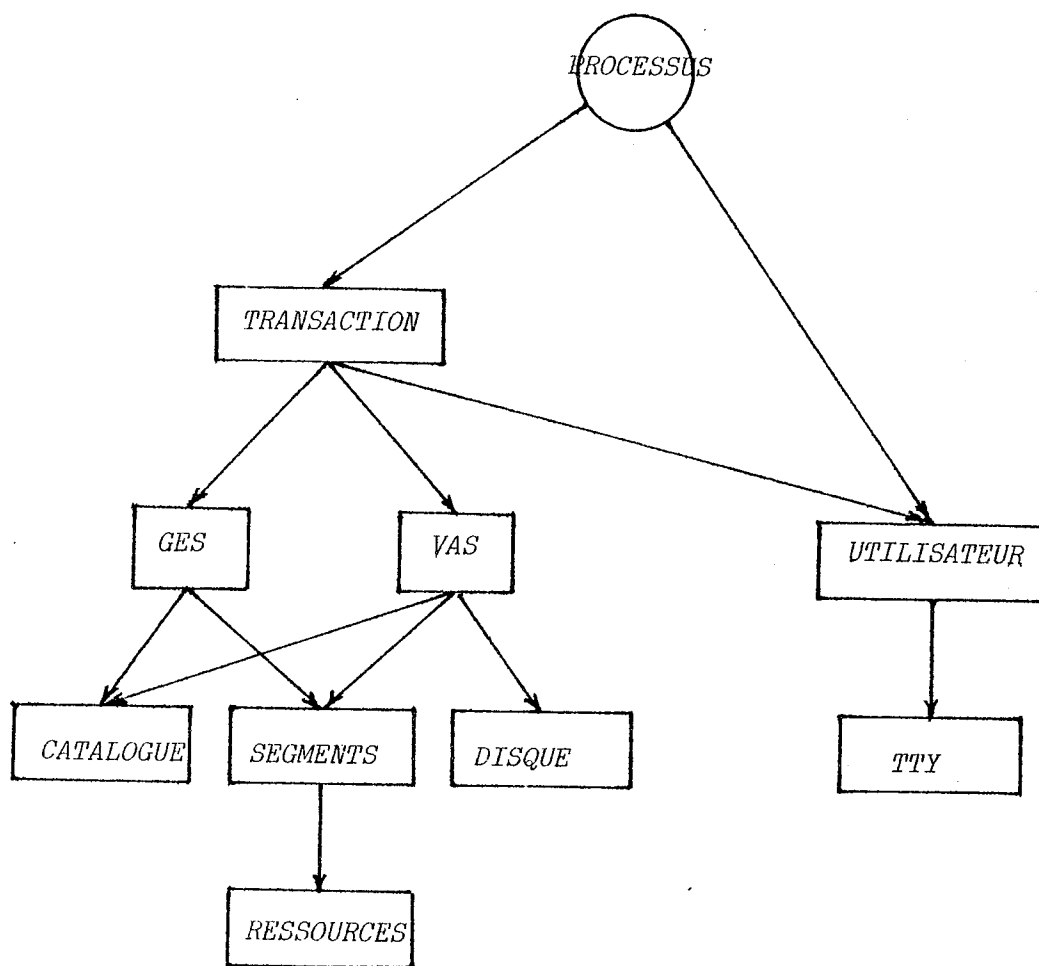 PROCESSUS
TRANSACTION
GES
VAS
UTILISATEUR
CATALOGUE
SEGMENTS
DISQUE
TTY
RESSOURCES